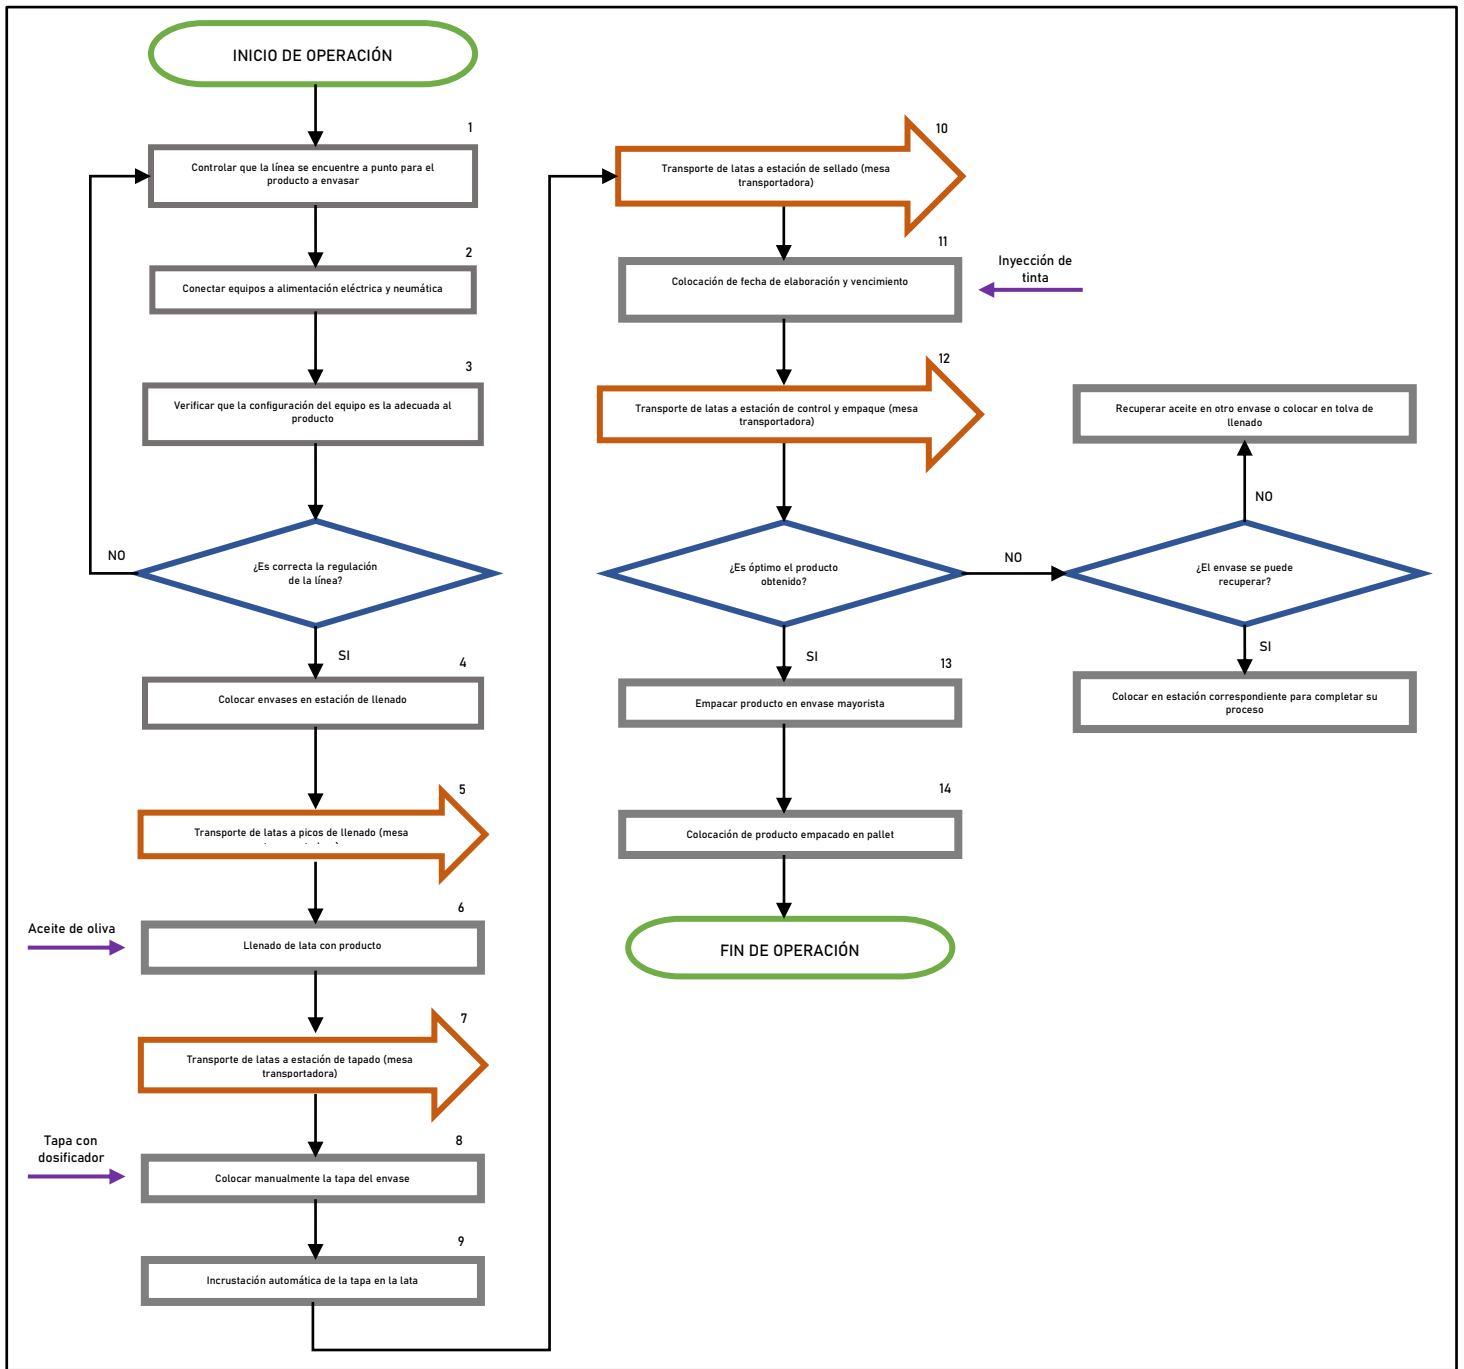 INICIO DE OPERACIÓN
1
Controlar que la línea se encuentre a punto para el
producto a envasar
2
Conectar equipos a alimentación eléctrica y neumática
3
Verificar que la configuración del equipo es la adecuada al
producto
NO
¿Es correcta la regulación
de la línea?
SI
4
Colocar envases en estación de llenado
5
Transporte de latas a picos de llenado (mesa
6
Aceite de oliva
Llenado de lata con producto
7
Transporte de latas a estación de tapado (mesa
transportadora)
Tapa con
dosificador
8
Colocar manualmente la tapa del envase
9
Incrustación automática de la tapa en la lata
10
Transporte de latas a estación de sellado (mesa
transportadora)
11
Colocación de fecha de elaboración y vencimiento
Inyección de
tinta
12
Transporte de latas a estación de control y empaque (mesa
transportadora)
¿Es óptimo el producto
obtenido?
NO
¿El envase se puede
recuperar?
NO
Recuperar aceite en otro envase o colocar en tolva de
llenado
SI
Colocar en estación correspondiente para completar su
proceso
SI
13
Empacar producto en envase mayorista
14
Colocación de producto empacado en pallet
FIN DE OPERACIÓN